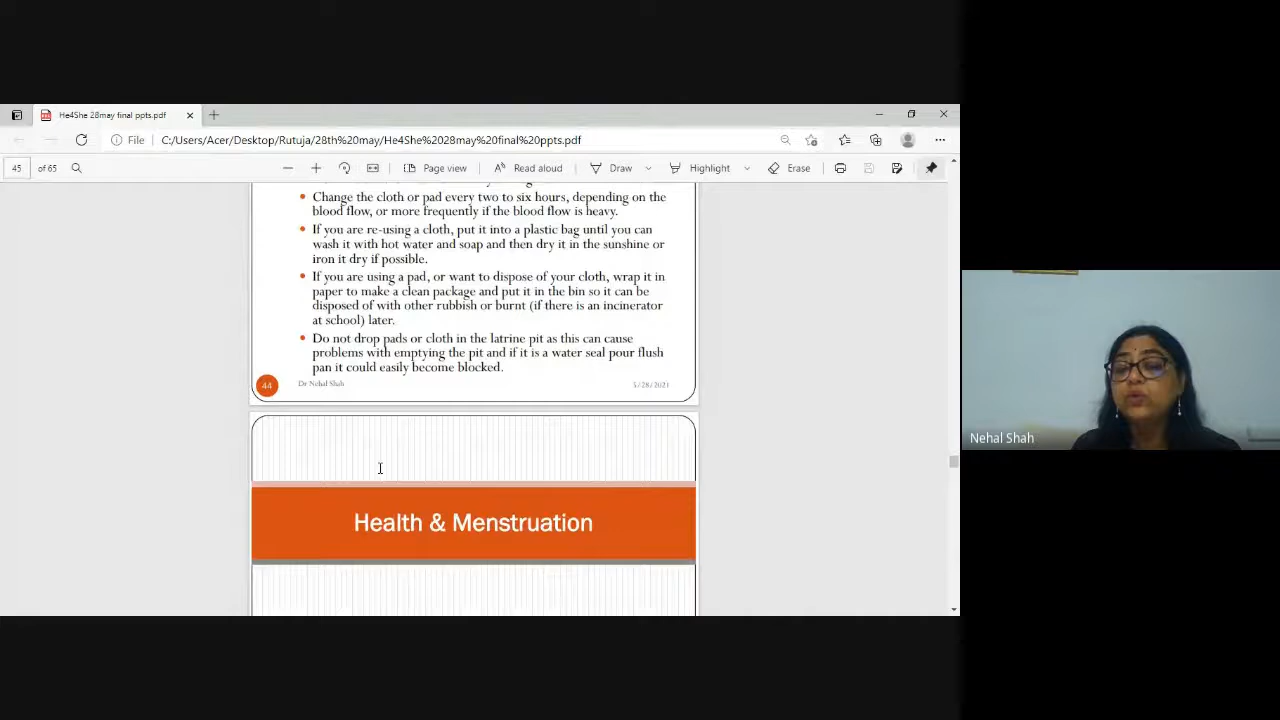 He4She 28may final ppts.pdf
File
C:/Users/Acer/Desktop/Rutuja/28th%20may/He4She%2028may%20final%20ppts.pdf
45 of 65
Page view
Read aloud
Draw
Highlight
Erase
• Change the cloth or pad every two to six hours, depending on the
blood flow, or more frequently if the blood flow is heavy.
• If you are re-using a cloth, put it into a plastic bag until you can
wash it with hot water and soap and then dry it in the sunshine or
iron it dry if possible.
• If you are using a pad, or want to dispose of your cloth, wrap it in
paper to make a clean package and put it in the bin so it can be
disposed of with other rubbish or burnt (if there is an incinerator
at school) later.
• Do not drop pads or cloth in the latrine pit as this can cause
problems with emptying the pit and if it is a water seal pour flush
pan it could easily become blocked.
44
Dr Nehal Shah
5/28/2021
Health & Menstruation
Nehal Shah